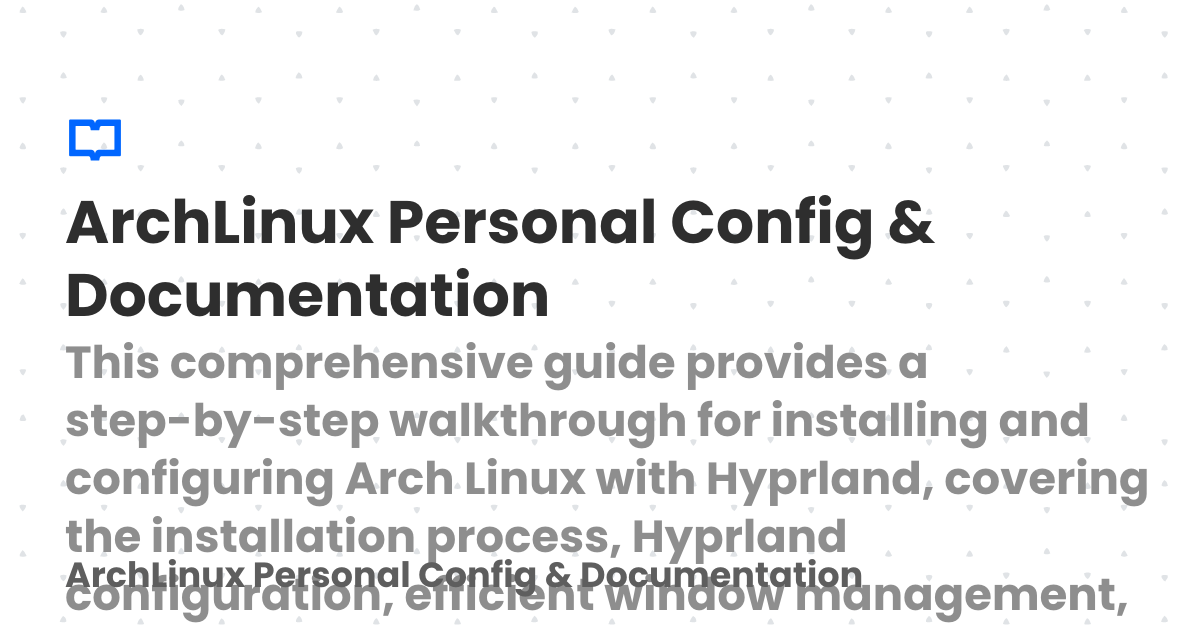 ArchLinux Personal Config &
Documentation
This comprehensive guide provides a
step-by-step walkthrough for installing and
configuring Arch Linux with Hyprland, covering
the installation process, Hyprland
ArchLinux Personal Config & Documentation
configuration, efficient window management,